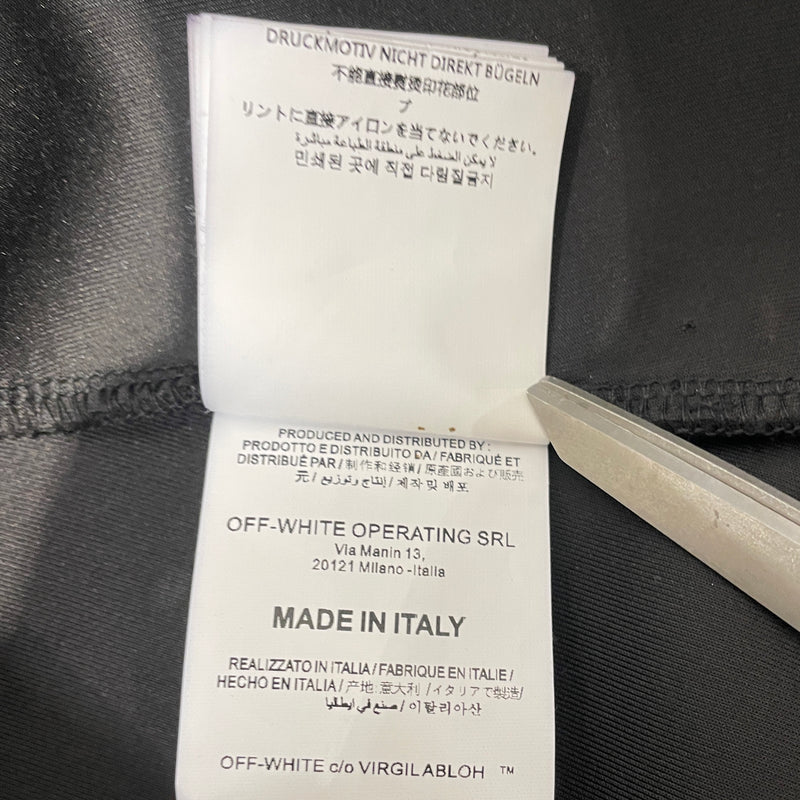 DRUCKMOTIV NICHT DIREKT BÜGELN
不能直接熨烫印花部位
プ
リントに直接アイロンを当てないでください。
لا يمكن الضغط على منطقة الطباعة مباشرة
민쇄된 곳에 직접 다림질금지
PRODUCED AND DISTRIBUTED BY :
PRODOTTO E DISTRIBUITO DA / FABRIQUÉ ET
DISTRIBUÉ PAR / 制作和经销 / 原產國および販売
元 / إنتاج وتوزيع / 제작 및 배포
OFF-WHITE OPERATING SRL
Via Manin 13,
20121 Milano -Italia
MADE IN ITALY
REALIZZATO IN ITALIA / FABRIQUE EN ITALIE /
HECHO EN ITALIA / 产地 意大利 / イタリアで製造/
صنع في ايطاليا / 이탈리아산
OFF-WHITE c/o VIRGIL ABLOH ™